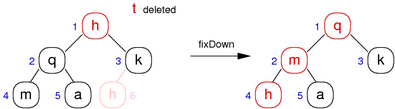 t deleted
1 h
2 q 3 k
4 m 5 a h 6
fixDown
1 q
2 m 3 k
4 h 5 a